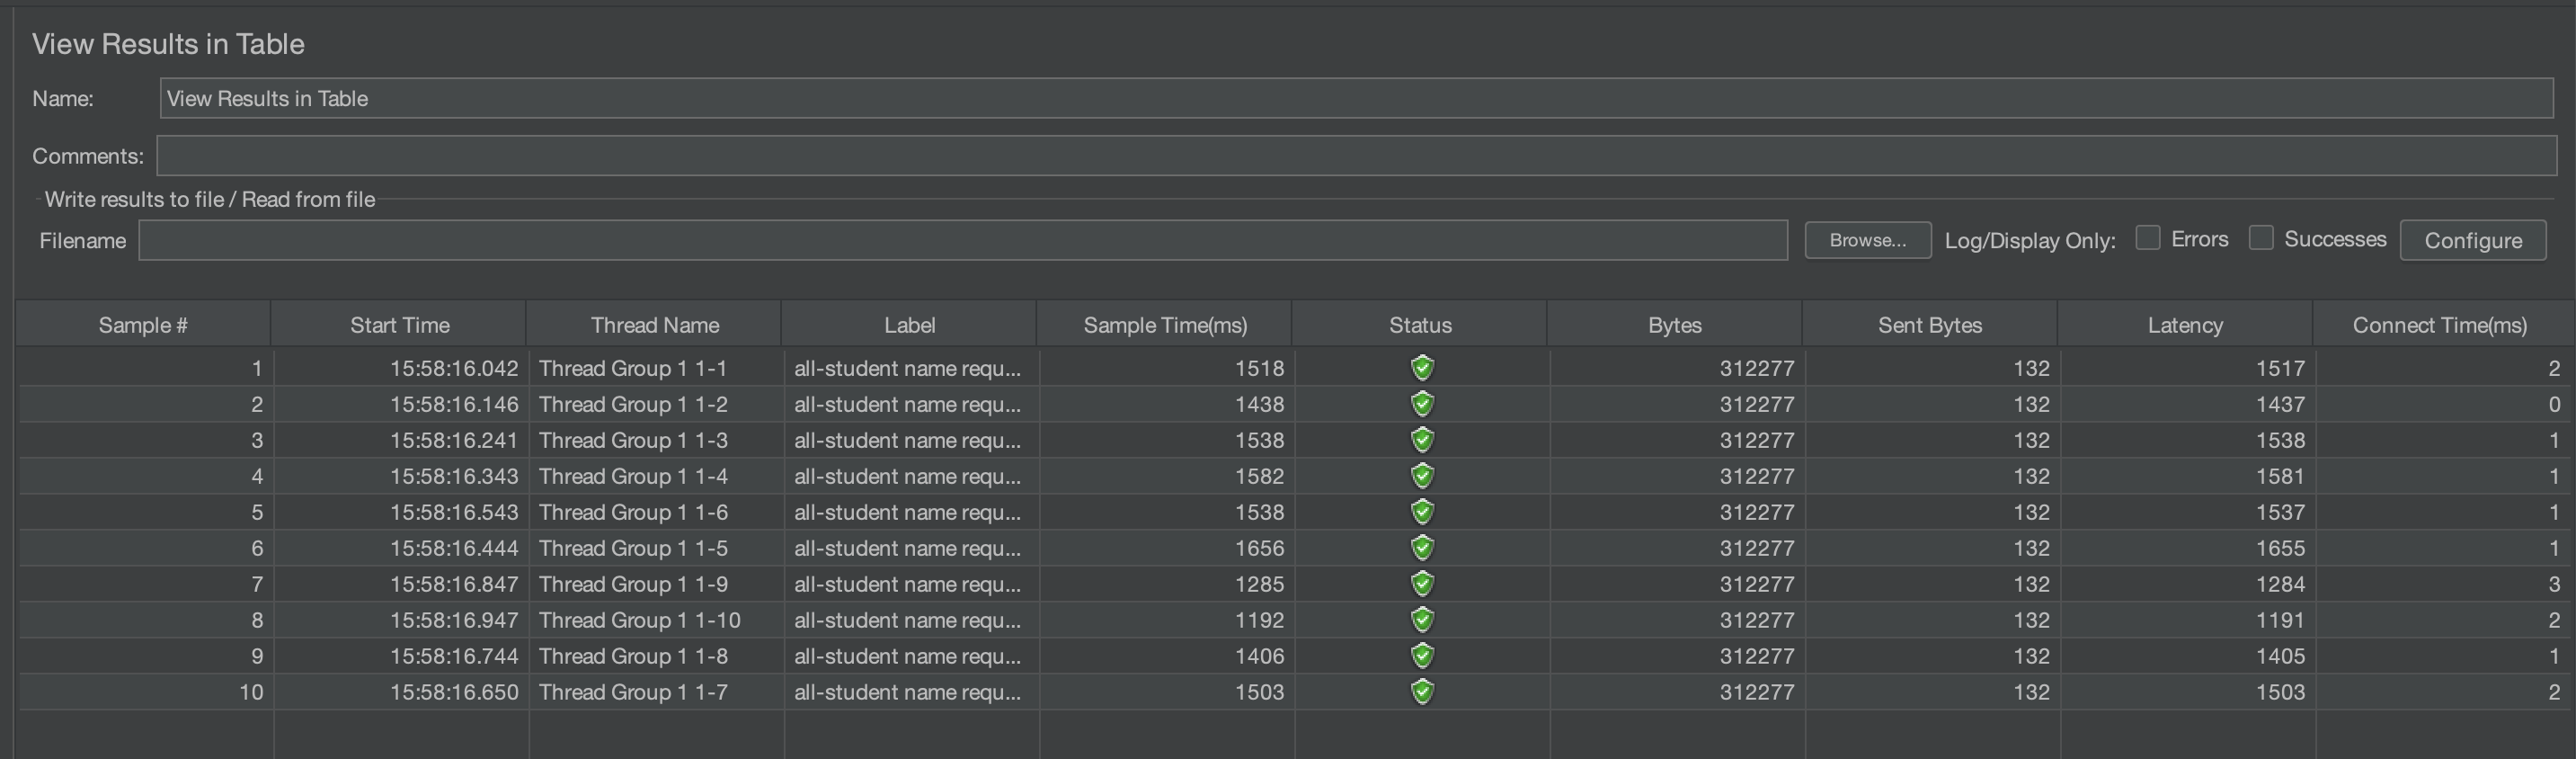 View Results in Table
Name: View Results in Table
Comments:
Write results to file / Read from file
Filename Browse... Log/Display Only: Errors Successes Configure
Sample # Start Time Thread Name Label Sample Time(ms) Status Bytes Sent Bytes Latency Connect Time(ms)
1 15:58:16.042 Thread Group 1 1-1 all-student name requ... 1518 312277 132 1517 2
2 15:58:16.146 Thread Group 1 1-2 all-student name requ... 1438 312277 132 1437 0
3 15:58:16.241 Thread Group 1 1-3 all-student name requ... 1538 312277 132 1538 1
4 15:58:16.343 Thread Group 1 1-4 all-student name requ... 1582 312277 132 1581 1
5 15:58:16.543 Thread Group 1 1-6 all-student name requ... 1538 312277 132 1537 1
6 15:58:16.444 Thread Group 1 1-5 all-student name requ... 1656 312277 132 1655 1
7 15:58:16.847 Thread Group 1 1-9 all-student name requ... 1285 312277 132 1284 3
8 15:58:16.947 Thread Group 1 1-10 all-student name requ... 1192 312277 132 1191 2
9 15:58:16.744 Thread Group 1 1-8 all-student name requ... 1406 312277 132 1405 1
10 15:58:16.650 Thread Group 1 1-7 all-student name requ... 1503 312277 132 1503 2